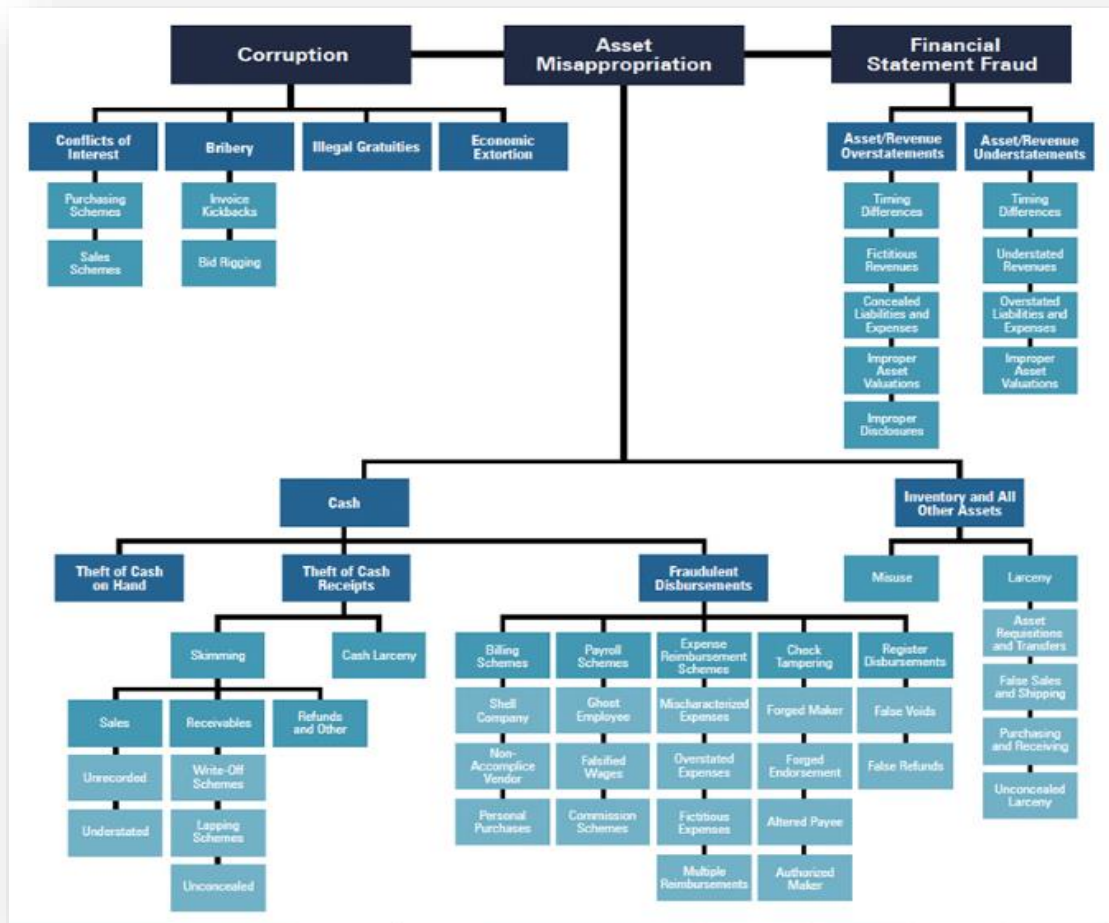 Corruption
Asset
Misappropriation
Financial
Statement Fraud
Conflicts of
Interest
Bribery
Illegal Gratuities
Economic
Extortion
Asset/Revenue
Overstatements
Asset/Revenue
Understatements
Purchasing
Schemes
Invoice
Kickbacks
Timing
Differences
Timing
Differences
Sales
Schemes
Bid Rigging
Fictitious
Revenues
Understated
Revenues
Concealed
Liabilities and
Expenses
Overstated
Liabilities and
Expenses
Improper
Asset
Valuations
Improper
Asset
Valuations
Improper
Disclosures
Cash
Inventory and All
Other Assets
Theft of Cash
on Hand
Theft of Cash
Receipts
Fraudulent
Disbursements
Misuse
Larceny
Skimming
Cash Larceny
Billing
Schemes
Payroll
Schemes
Expense
Reimbursement
Schemes
Check
Tampering
Register
Disbursements
Asset
Requisitions
and Transfers
Sales
Receivables
Refunds
and Other
Shell
Company
Ghost
Employee
Mischaracterized
Expenses
Forged Maker
False Voids
False Sales
and Shipping
Unrecorded
Write-Off
Schemes
Non-
Accomplice
Vendor
Falsified
Wages
Overstated
Expenses
Forged
Endorsement
False Refunds
Purchasing
and Receiving
Understated
Lapping
Schemes
Personal
Purchases
Commission
Schemes
Fictitious
Expenses
Altered Payee
Unconcealed
Larceny
Unconcealed
Multiple
Reimbursements
Authorized
Maker